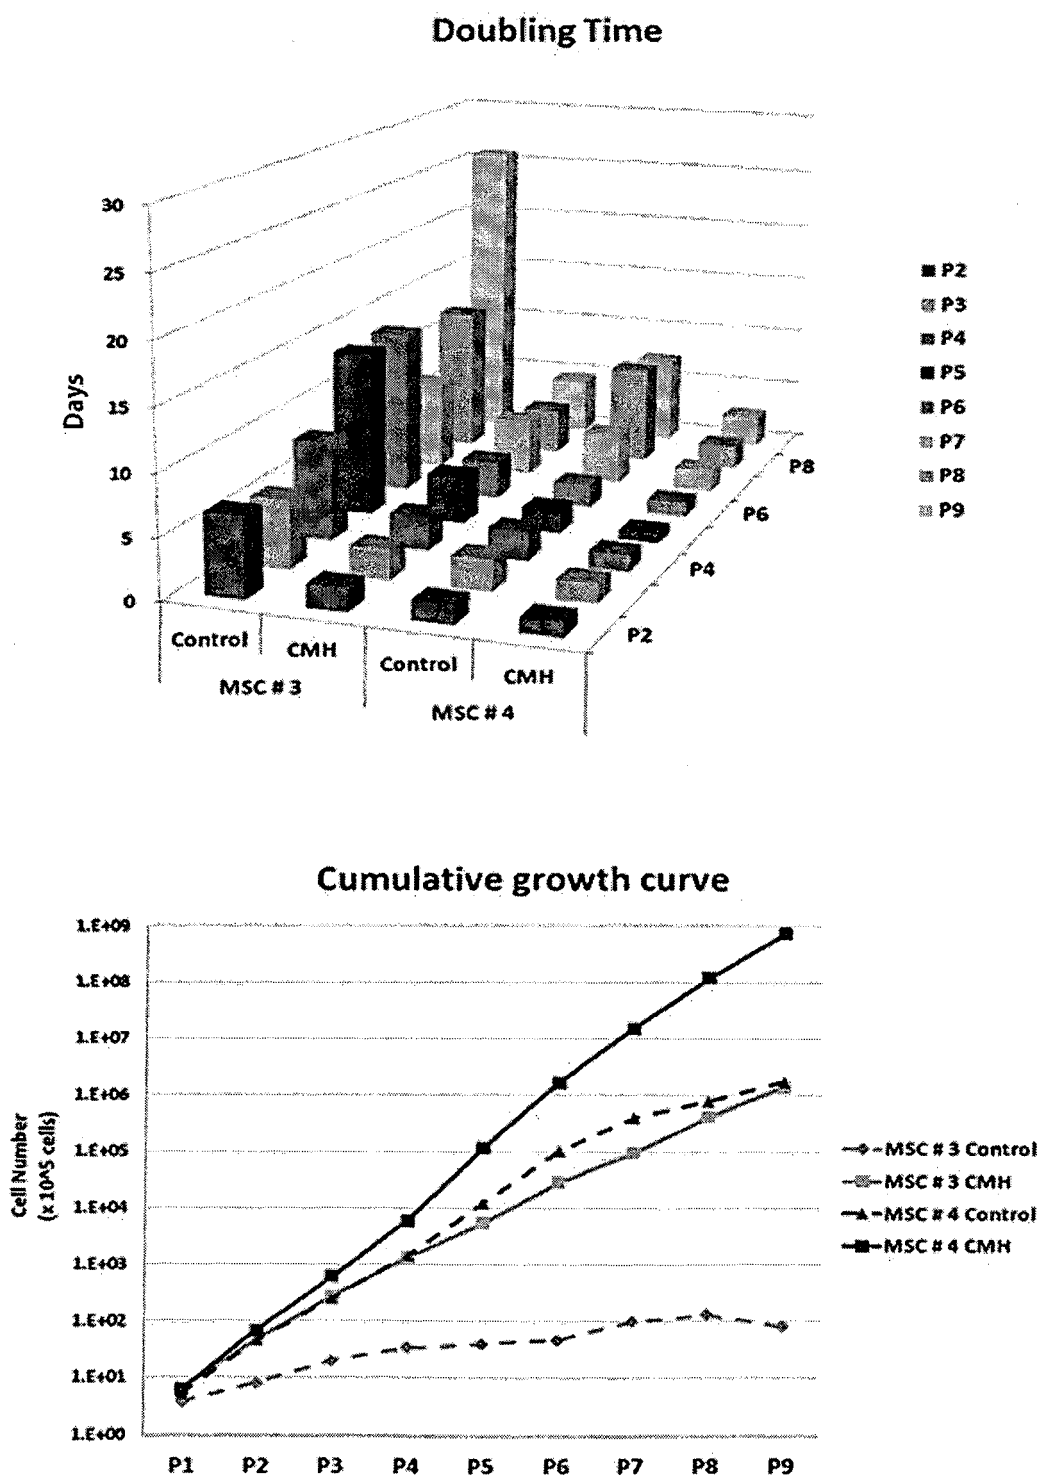 Doubling Time
30
25
20
15
10
5
0
Days
Control
CMH
Control
CMH
MSC # 3
MSC # 4
P2
P4
P6
P8
P2
P3
P4
P5
P6
P7
P8
P9
Cumulative growth curve
1.E+09
1.E+08
1.E+07
1.E+06
1.E+05
1.E+04
1.E+03
1.E+02
1.E+01
1.E+00
Cell Number
(x 10^5 cells)
P1 P2 P3 P4 P5 P6 P7 P8 P9
MSC # 3 Control
MSC # 3 CMH
MSC # 4 Control
MSC # 4 CMH